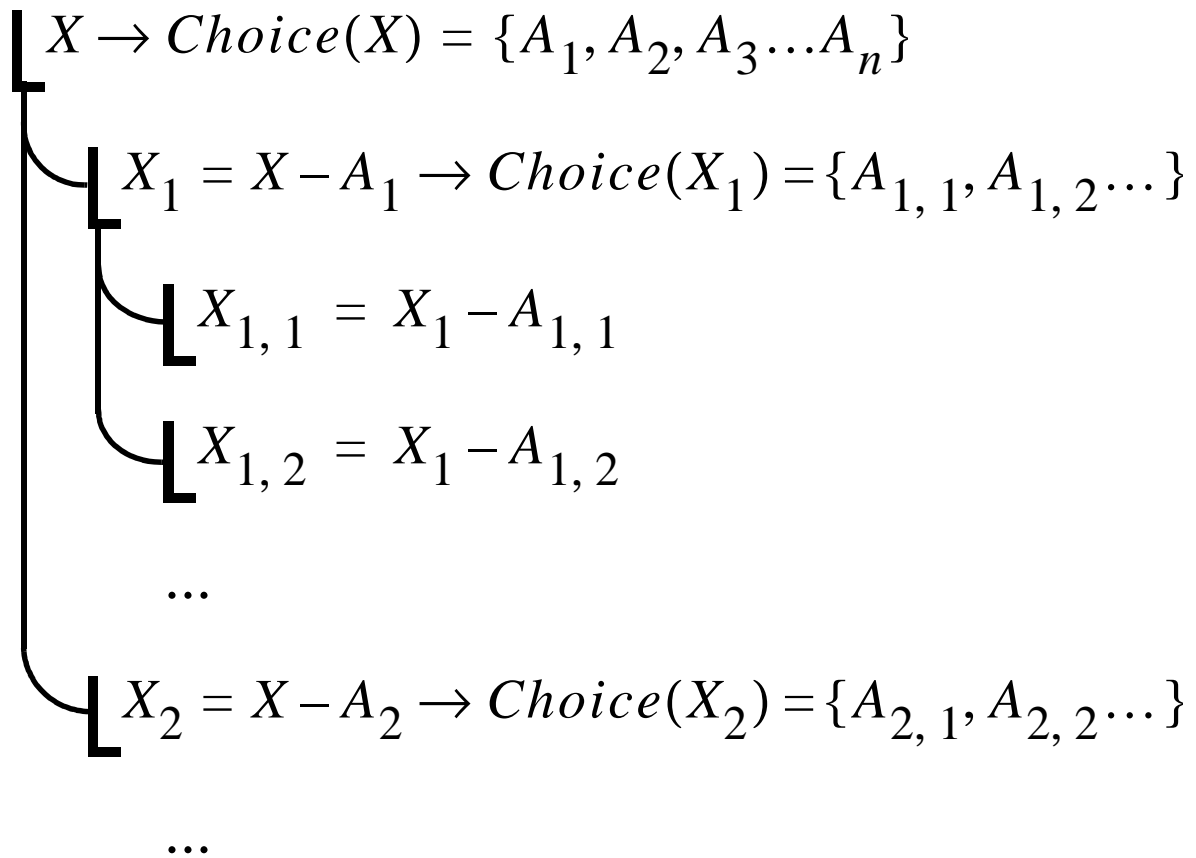 X → Choice(X) = {A₁, A₂, A₃…Aₙ}
X₁ = X – A₁ → Choice(X₁) = {A₁, ₁, A₁, ₂…}
X₁, ₁ = X₁ – A₁, ₁
X₁, ₂ = X₁ – A₁, ₂
...
X₂ = X – A₂ → Choice(X₂) = {A₂, ₁, A₂, ₂…}
...